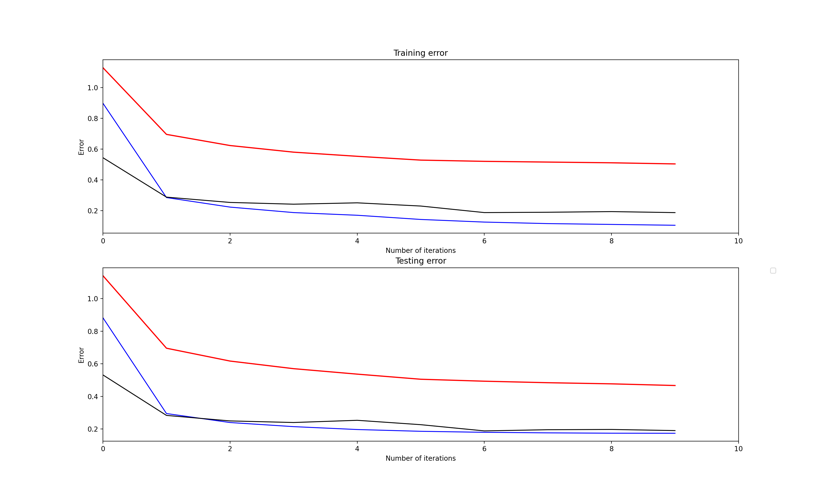 Training error
1.0
0.8
0.6
0.4
0.2
Error
0 2 4 6 8 10
Number of iterations
Testing error
1.0
0.8
0.6
0.4
0.2
Error
0 2 4 6 8 10
Number of iterations